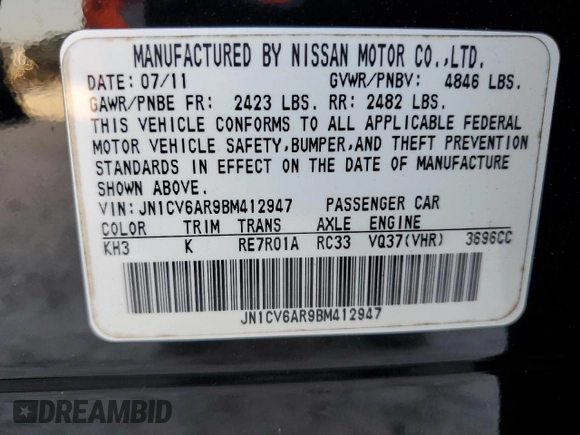 MANUFACTURED BY NISSAN MOTOR CO.,LTD.
DATE: 07/11 GVWR/PNBV: 4846 LBS.
GAWR/PNBE FR: 2423 LBS. RR: 2482 LBS.
THIS VEHICLE CONFORMS TO ALL APPLICABLE FEDERAL
MOTOR VEHICLE SAFETY,BUMPER,AND THEFT PREVENTION
STANDARDS IN EFFECT ON THE DATE OF MANUFACTURE
SHOWN ABOVE.
VIN: JN1CV6AR9BM412947 PASSENGER CAR
COLOR TRIM TRANS AXLE ENGINE
KH3 K RE7R01A RC33 VQ37(VHR) 3696CC
JN1CV6AR9BM412947
DREAMBID